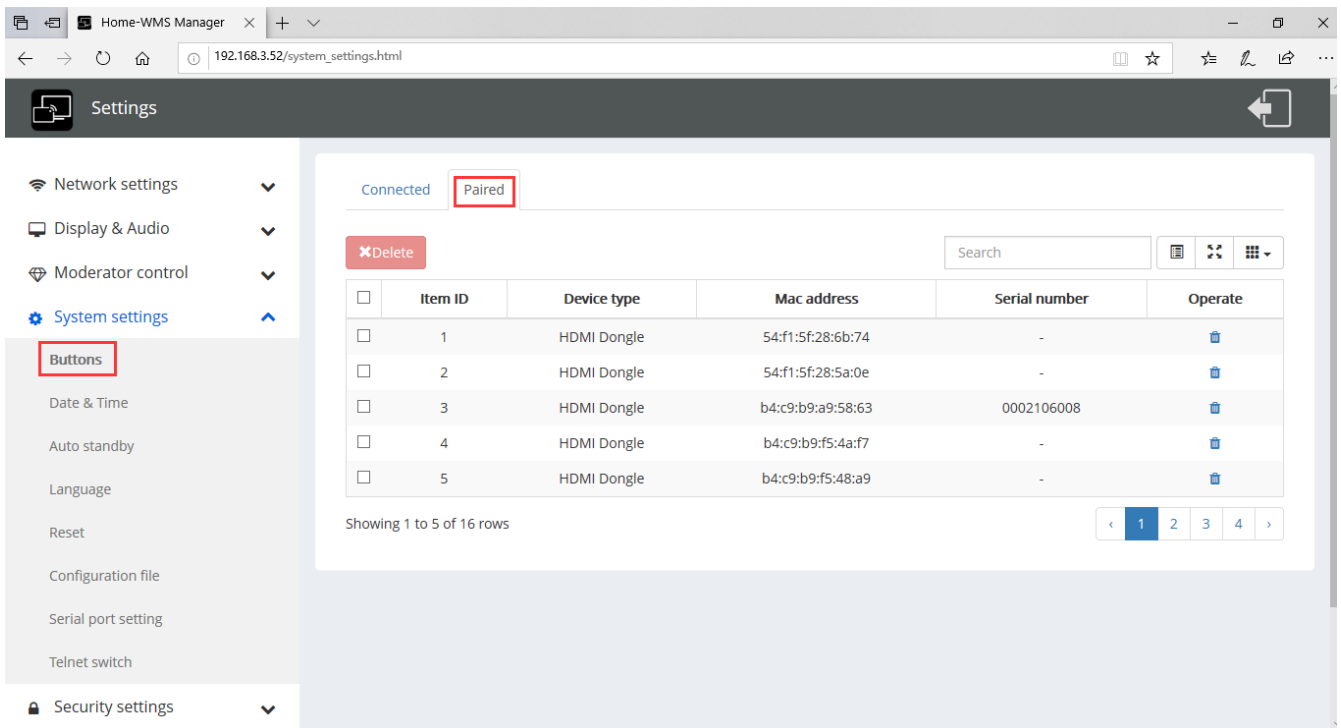 Home-WMS Manager
192.168.3.52/system_settings.html
Settings
Network settings
Display & Audio
Moderator control
System settings
Buttons
Date & Time
Auto standby
Language
Reset
Configuration file
Serial port setting
Telnet switch
Security settings
Connected Paired
Delete Search
Item ID Device type Mac address Serial number Operate
1 HDMI Dongle 54:f1:5f:28:6b:74 -
2 HDMI Dongle 54:f1:5f:28:5a:0e -
3 HDMI Dongle b4:c9:b9:a9:58:63 0002106008
4 HDMI Dongle b4:c9:b9:f5:4a:f7 -
5 HDMI Dongle b4:c9:b9:f5:48:a9 -
Showing 1 to 5 of 16 rows ‹ 1 2 3 4 ›